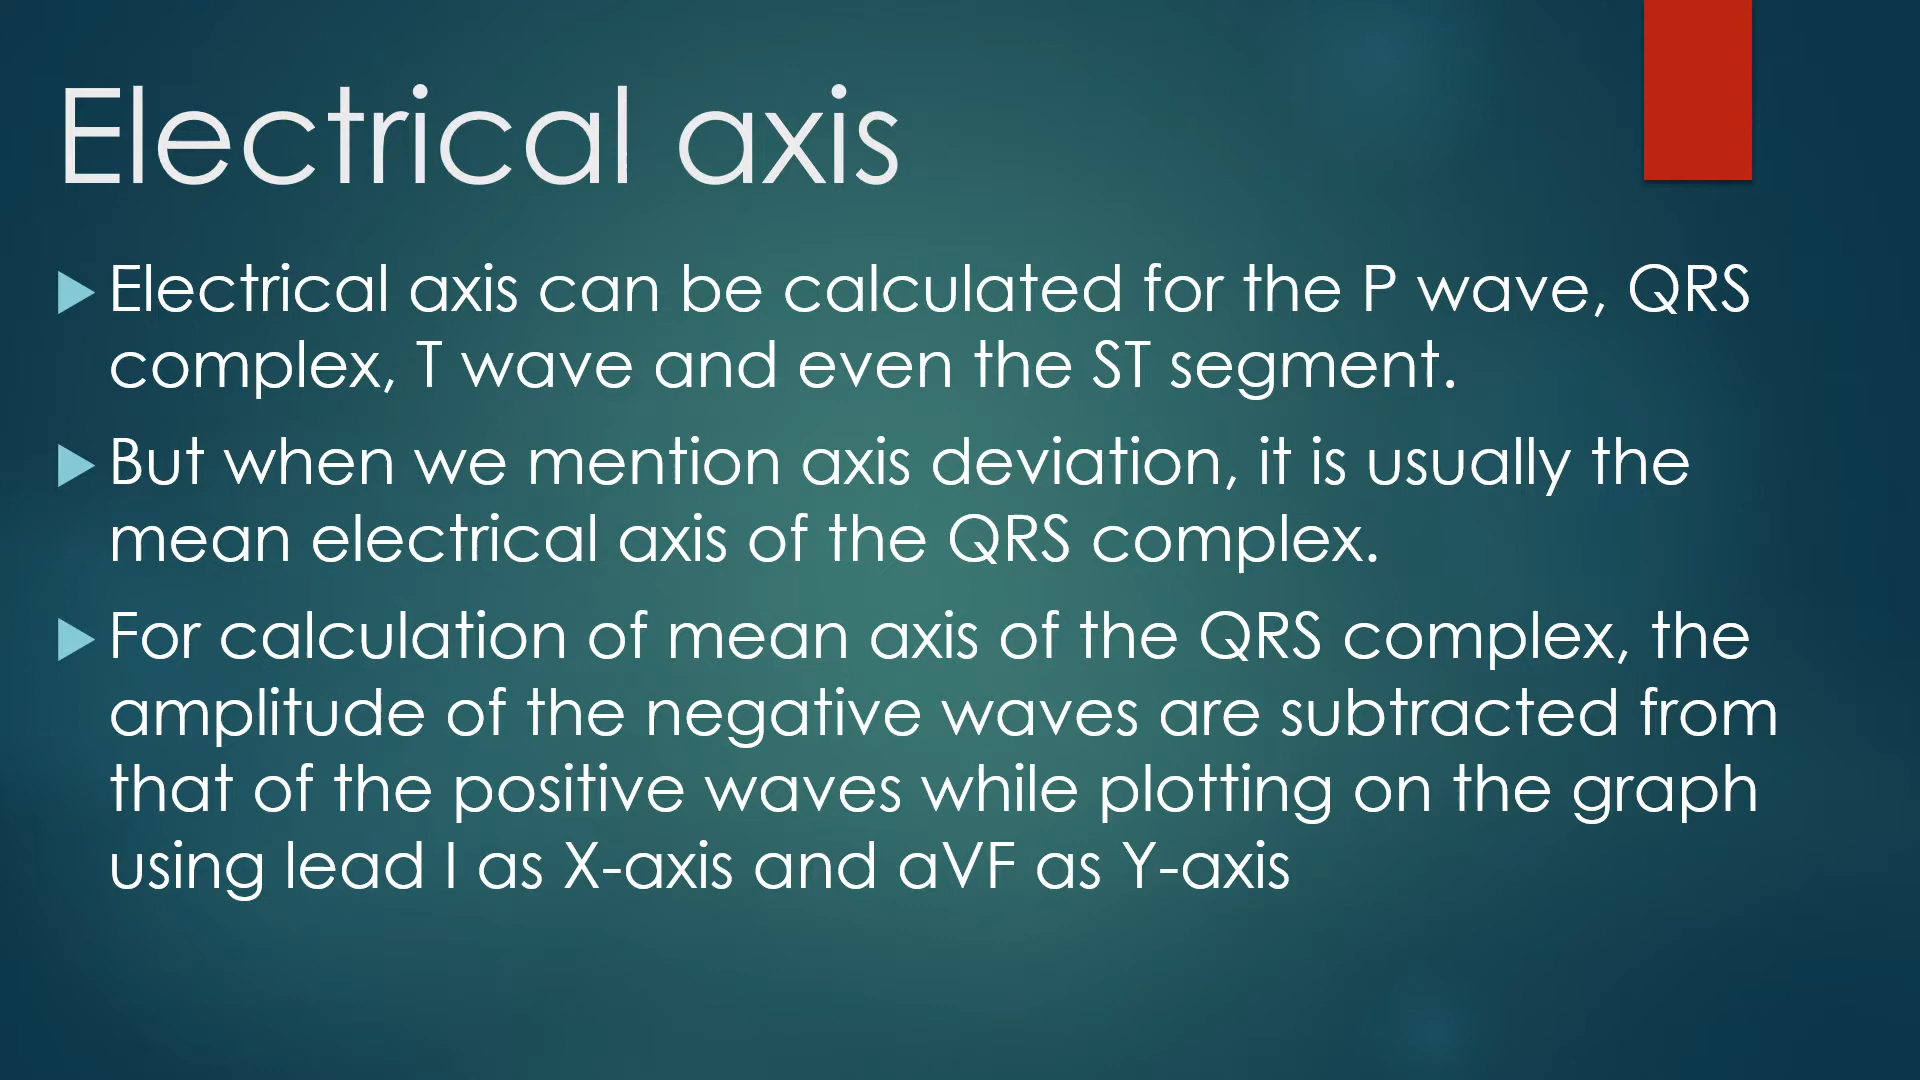 Electrical axis
Electrical axis can be calculated for the P wave, QRS
complex, T wave and even the ST segment.
But when we mention axis deviation, it is usually the
mean electrical axis of the QRS complex.
For calculation of mean axis of the QRS complex, the
amplitude of the negative waves are subtracted from
that of the positive waves while plotting on the graph
using lead I as X-axis and aVF as Y-axis